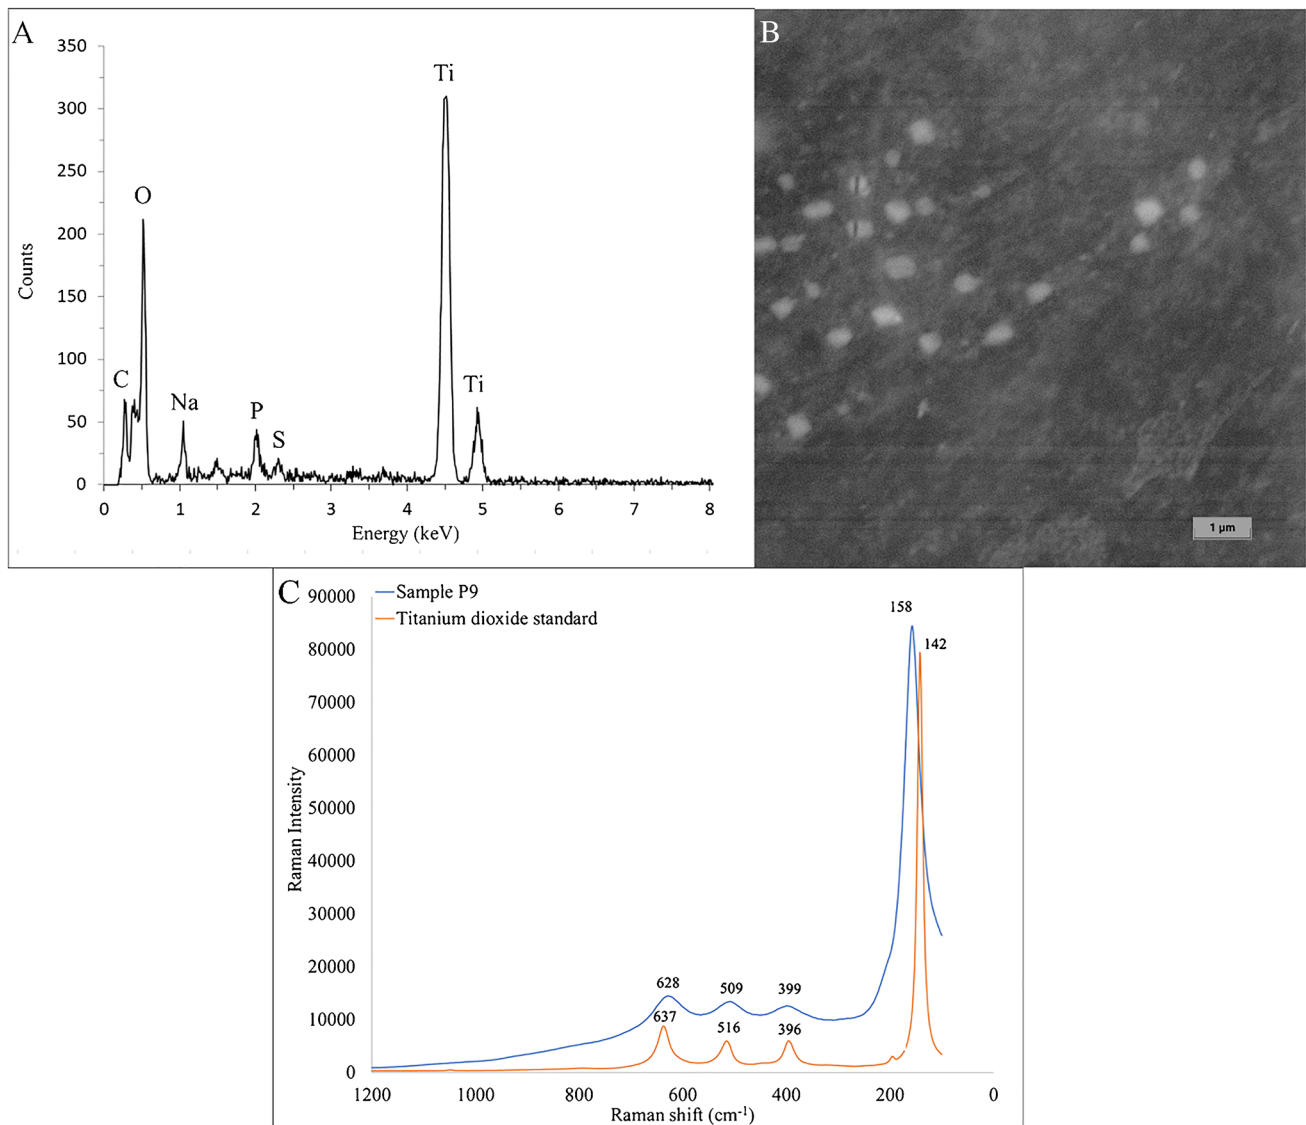 A
350
300
250
200
150
100
50
0
Counts
C
O
Na
P
S
Ti
Ti
0 1 2 3 4 5 6 7 8
Energy (keV)
B
1 µm
C
Sample P9
Titanium dioxide standard
90000
80000
70000
60000
50000
40000
30000
20000
10000
0
Raman Intensity
158
142
628
509
399
637
516
396
1200 1000 800 600 400 200 0
Raman shift (cm-1)